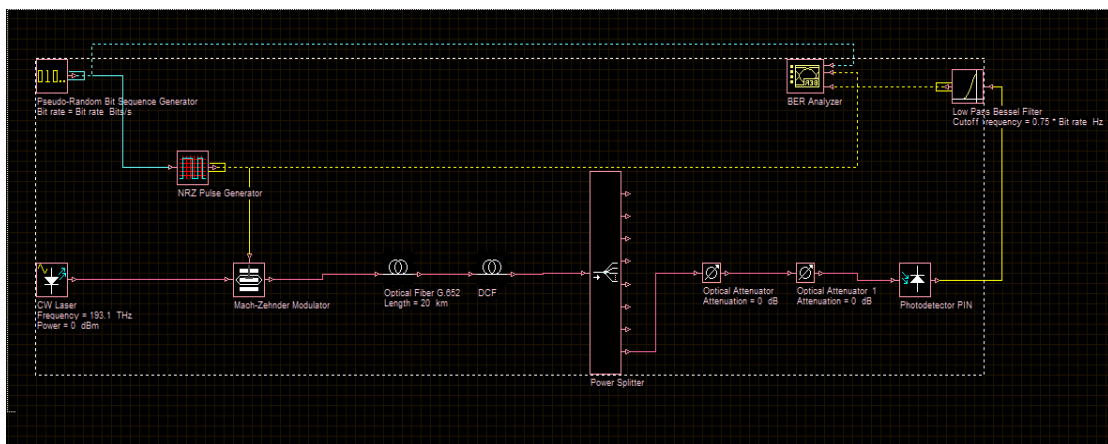 Pseudo-Random Bit Sequence Generator
Bit rate = Bit rate Bits/s
BER Analyzer
Low Pass Bessel Filter
Cutoff frequency = 0.75 * Bit rate Hz
NRZ Pulse Generator
CW Laser
Frequency = 193.1 THz
Power = 0 dBm
Mach-Zehnder Modulator
Optical Fiber G.652
Length = 20 km
DCF
Power Splitter
Optical Attenuator
Attenuation = 0 dB
Optical Attenuator 1
Attenuation = 0 dB
Photodetector PIN